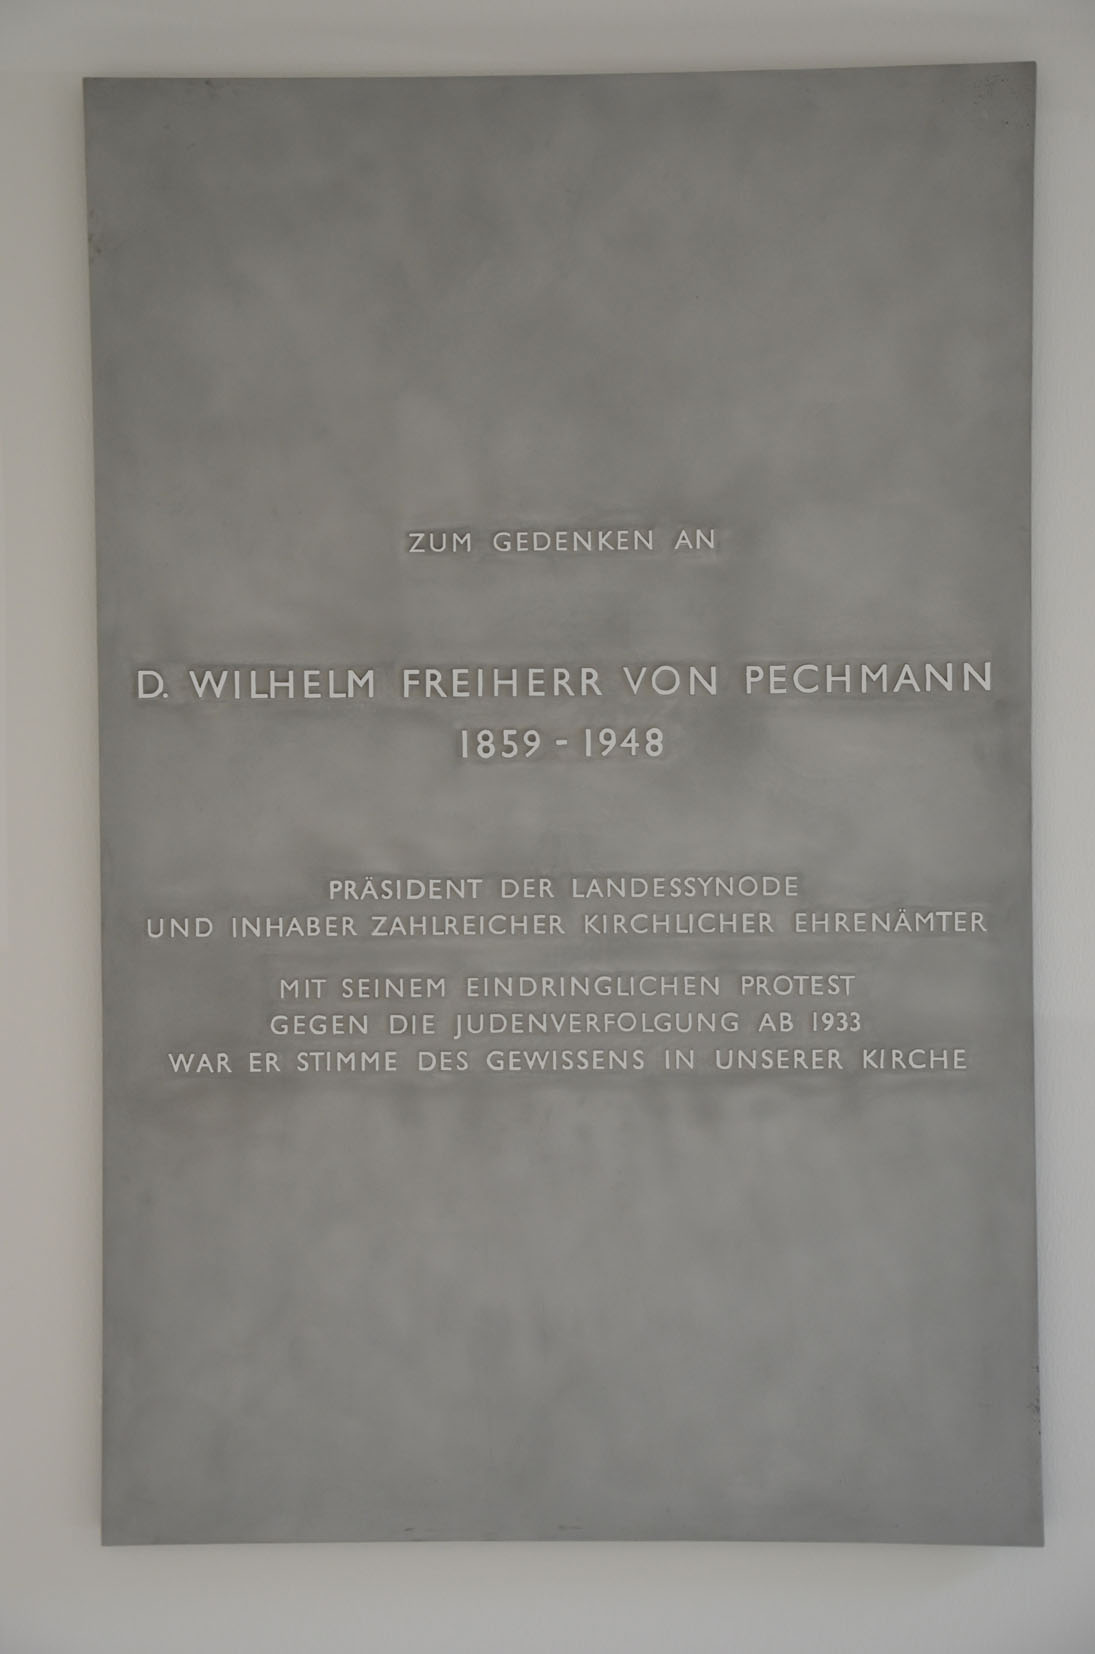 ZUM GEDENKEN AN
D. WILHELM FREIHERR VON PECHMANN
1859 - 1948
PRÄSIDENT DER LANDESSYNODE
UND INHABER ZAHLREICHER KIRCHLICHER EHRENÄMTER
MIT SEINEM EINDRINGLICHEN PROTEST
GEGEN DIE JUDENVERFOLGUNG AB 1933
WAR ER STIMME DES GEWISSENS IN UNSERER KIRCHE